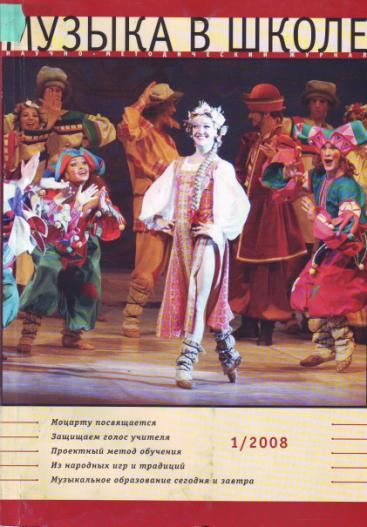 МУЗЫКА В ШКОЛЕ
НАУЧНО-МЕТОДИЧЕСКИЙ ЖУРНАЛ
Моцарту посвящается
Защищаем голос учителя
Проектный метод обучения
Из народных игр и традиций
Музыкальное образование сегодня и завтра
1/2008